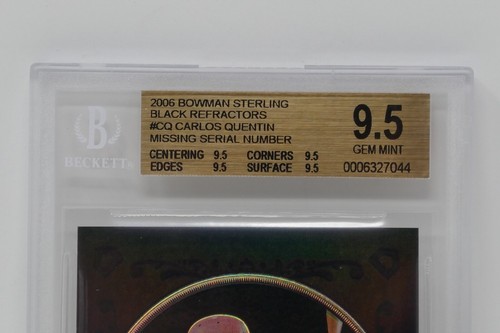 2006 BOWMAN STERLING
BLACK REFRACTORS
#CQ CARLOS QUENTIN
MISSING SERIAL NUMBER
CENTERING 9.5 CORNERS 9.5
EDGES 9.5 SURFACE 9.5
9.5
GEM MINT
0006327044
B
BECKETT